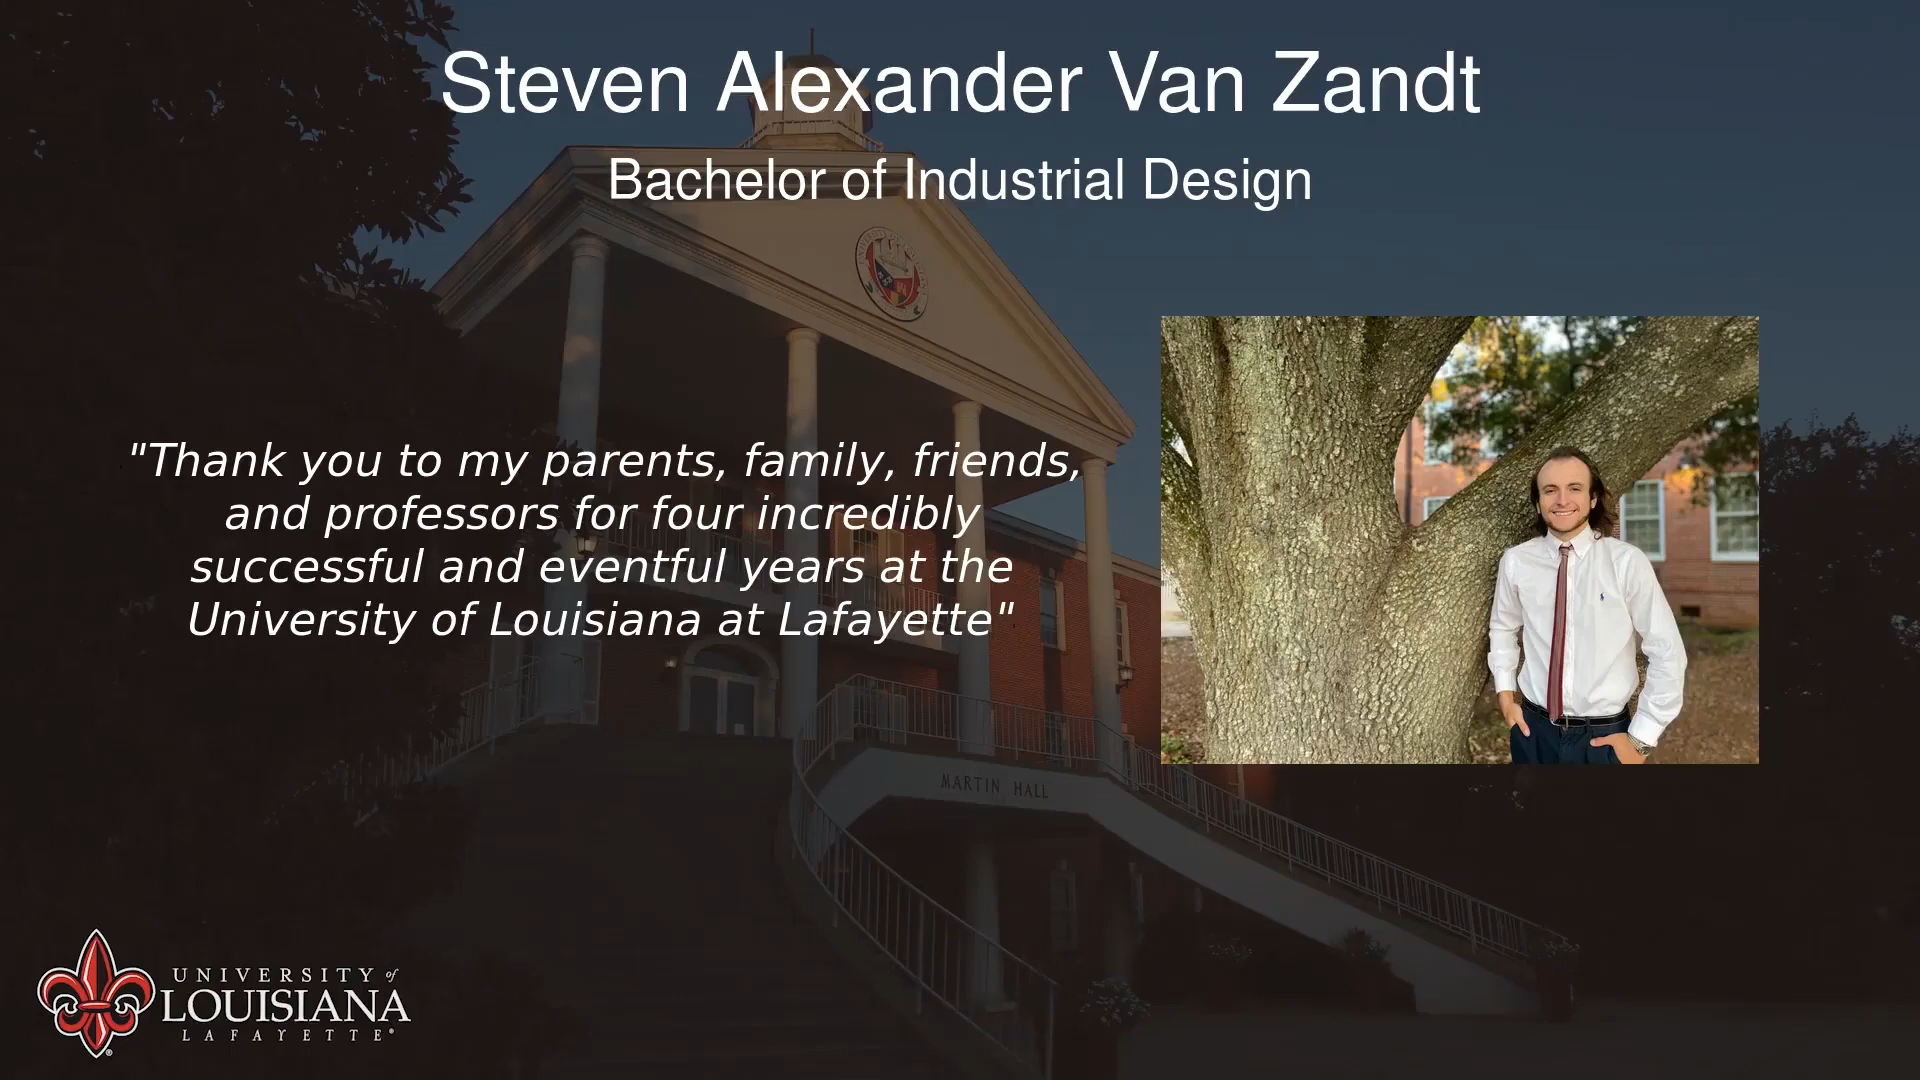 Steven Alexander Van Zandt
Bachelor of Industrial Design
"Thank you to my parents, family, friends,
and professors for four incredibly
successful and eventful years at the
University of Louisiana at Lafayette"
MARTIN HALL
UNIVERSITY of
LOUISIANA
LAFAYETTE®